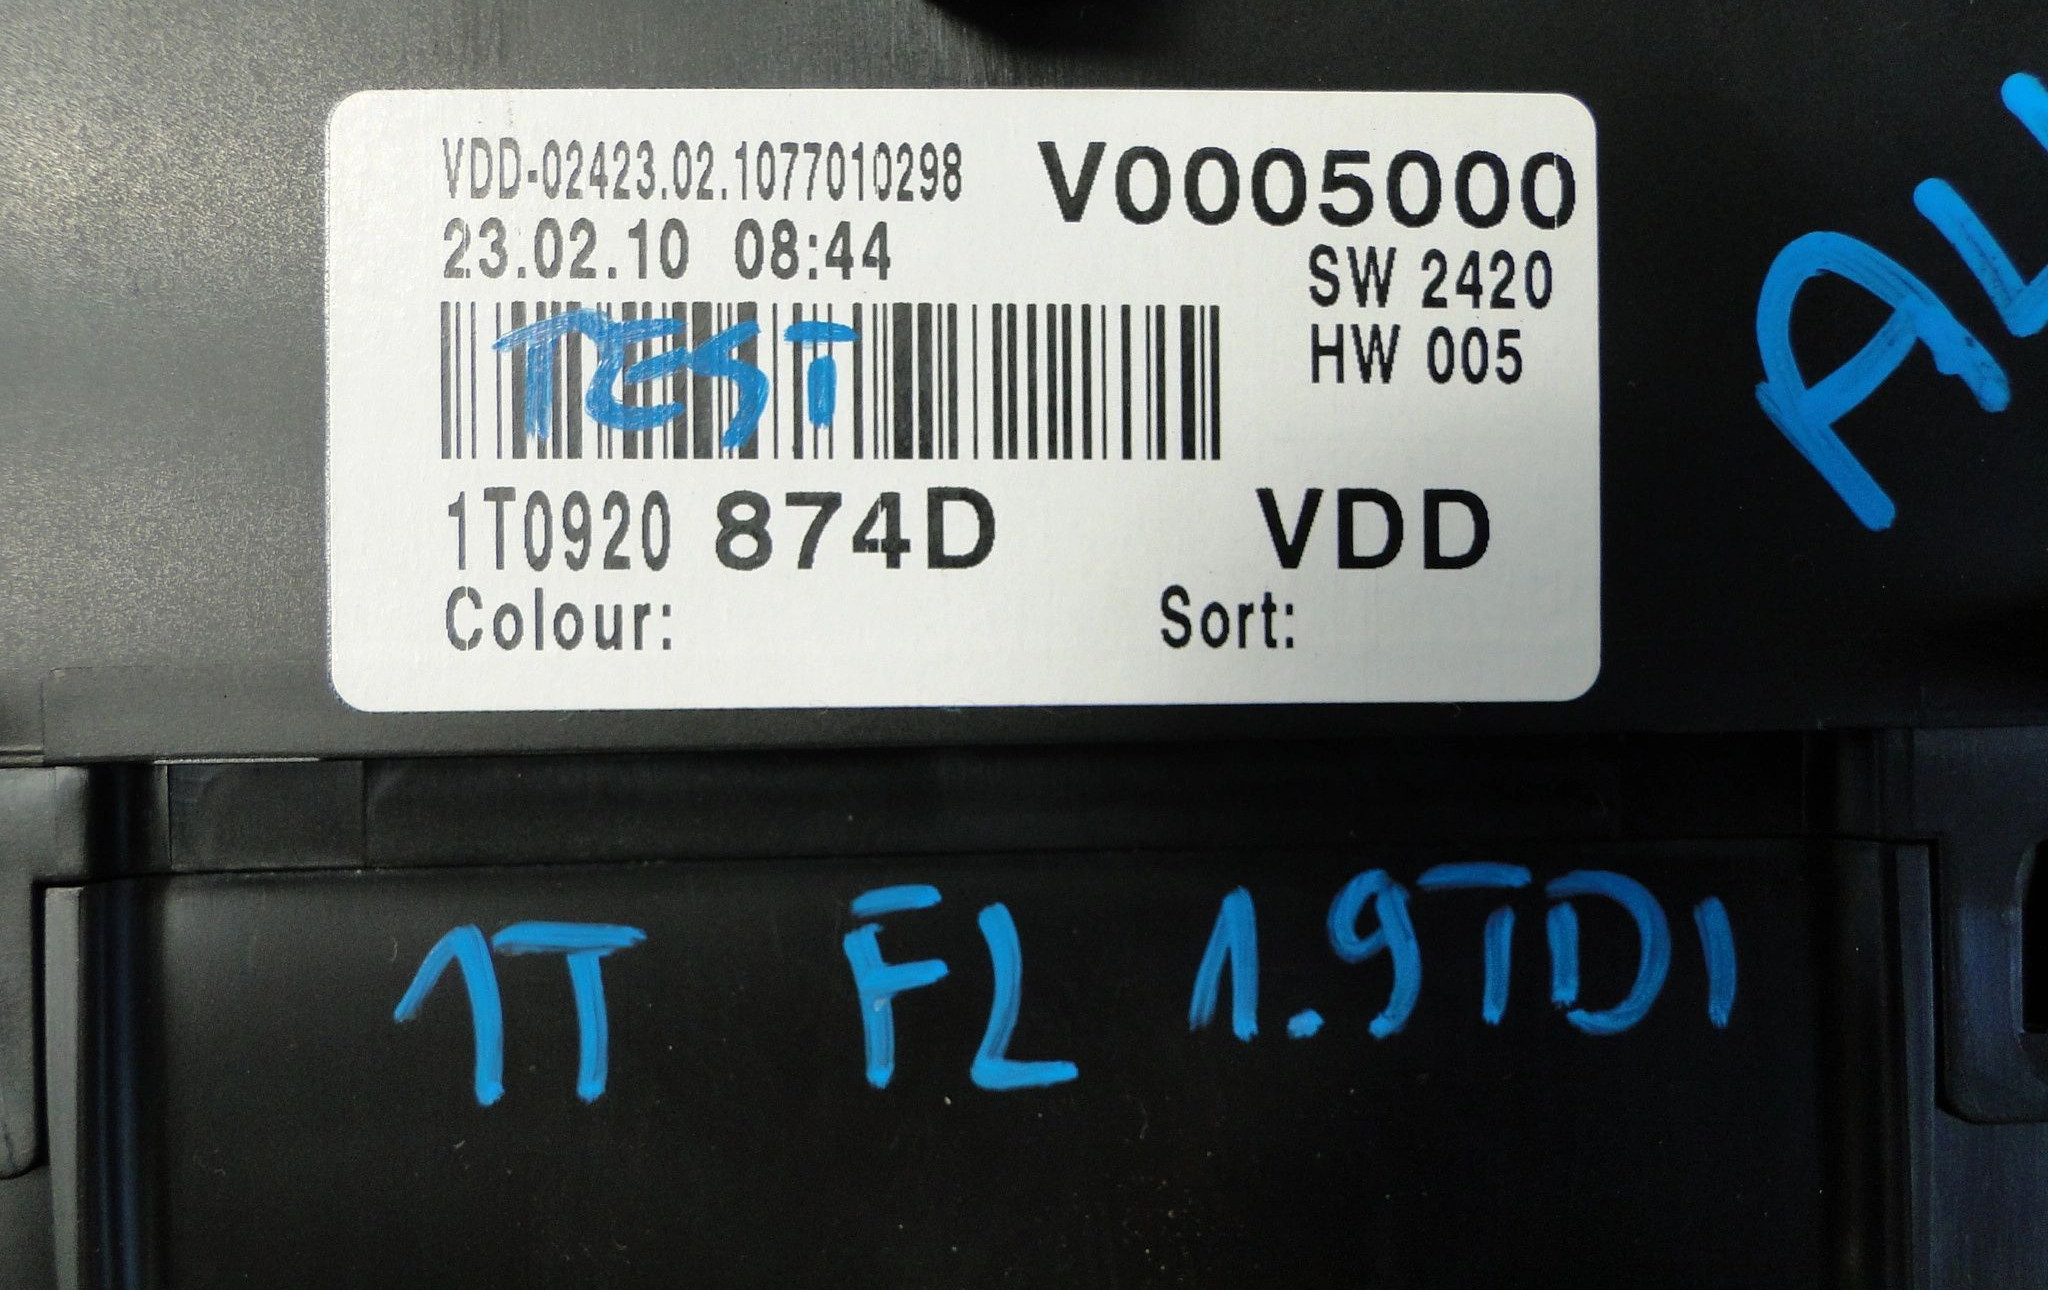 VDD-02423.02.1077010298 V0005000
23.02.10 08:44 SW 2420
HW 005
TEST
1T0920 874D VDD
Colour: Sort:
1T FL 1.9TDI